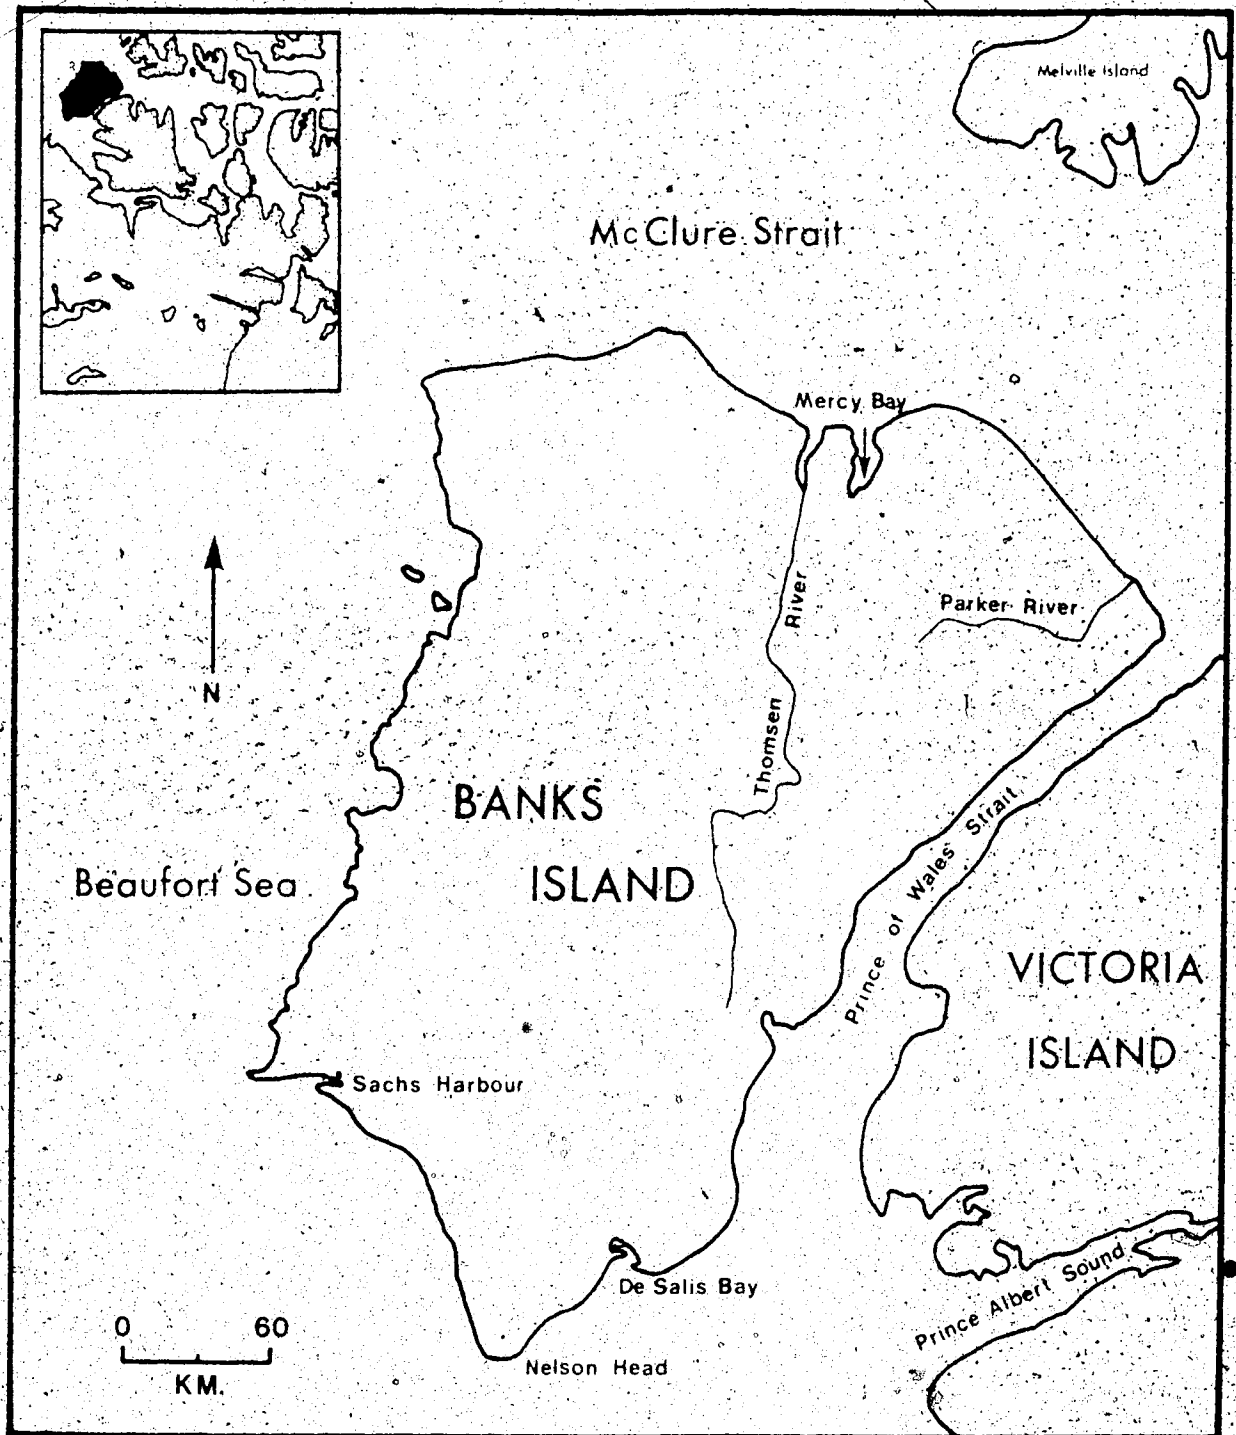 Melville Island
McClure Strait
Mercy Bay
Parker River
River
Thomsen
N
BANKS
ISLAND
Beaufort Sea
Prince of Wales Strait
VICTORIA
ISLAND
Sachs Harbour
De Salis Bay
Prince Albert Sound
0 60
KM.
Nelson Head